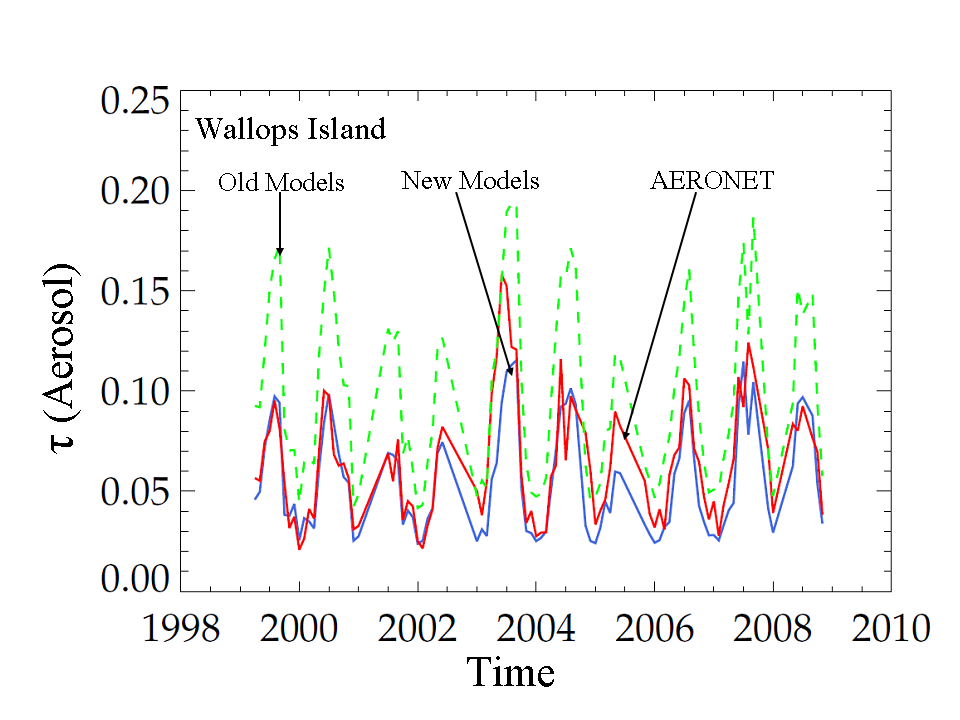 0.25
Wallops Island
Old Models
New Models
AERONET
0.20
0.15
0.10
0.05
0.00
τ (Aerosol)
1998 2000 2002 2004 2006 2008 2010
Time